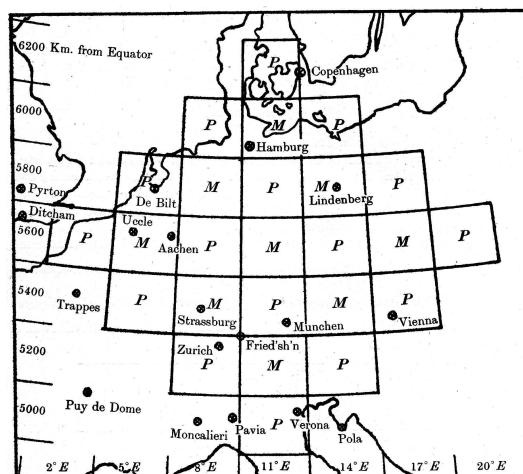 6200 Km. from Equator
P
Copenhagen
6000
P M P
Hamburg
5800
P M P P
Pyrton
De Bilt
Lindenberg
Ditcham
Uccle
5600
P M P M P M P
Aachen
5400
P M P M P
Trappes
Strassburg
Munchen
Vienna
5200
Zurich
Fried'sh'n
P M P
Puy de Dome
5000
P
Moncalieri
Pavia
Verona
Pola
2°E 5°E 8°E 11°E 14°E 17°E 20°E